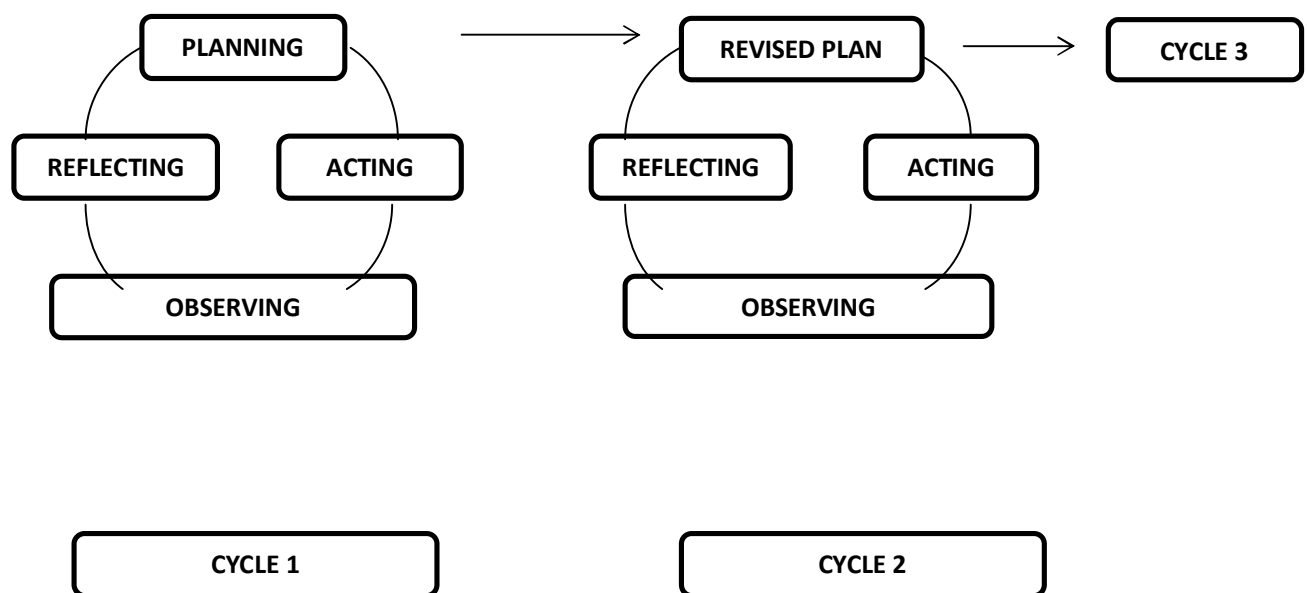 PLANNING
REVISED PLAN
CYCLE 3
REFLECTING
ACTING
REFLECTING
ACTING
OBSERVING
OBSERVING
CYCLE 1
CYCLE 2